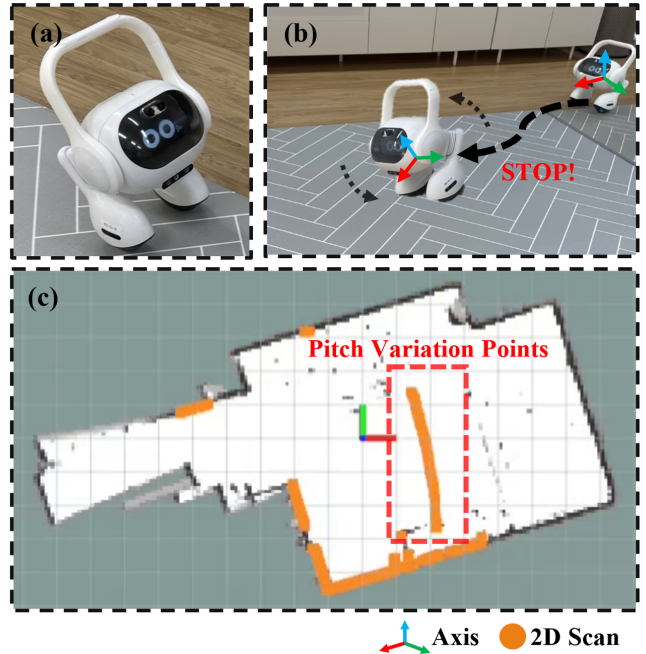 (a)
(b)
STOP!
(c)
Pitch Variation Points
Axis
2D Scan